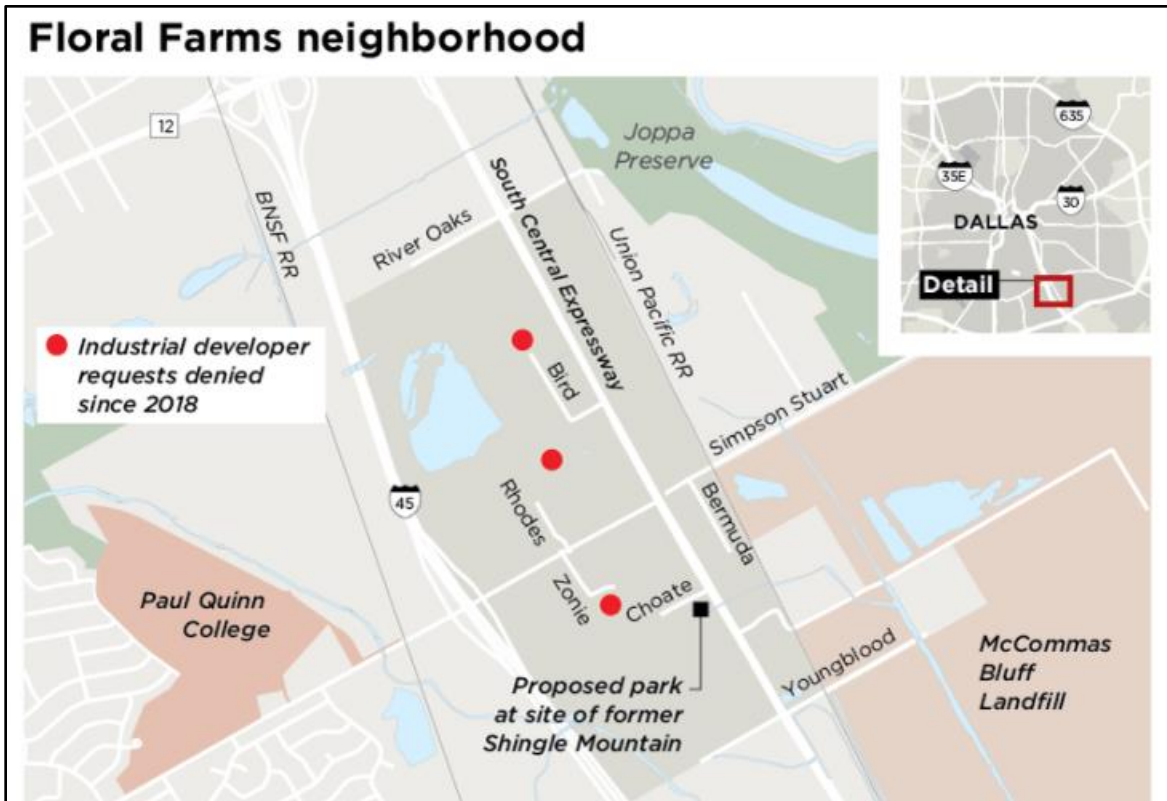 Floral Farms neighborhood
12
Joppa
Preserve
635
35E
30
DALLAS
Detail
BNSF RR
River Oaks
South Central Expressway
Union Pacific RR
Industrial developer
requests denied
since 2018
Bird
Simpson Stuart
45
Rhodes
Bermuda
Zonie
Choate
Paul Quinn
College
Youngblood
McCommas
Bluff
Landfill
Proposed park
at site of former
Shingle Mountain